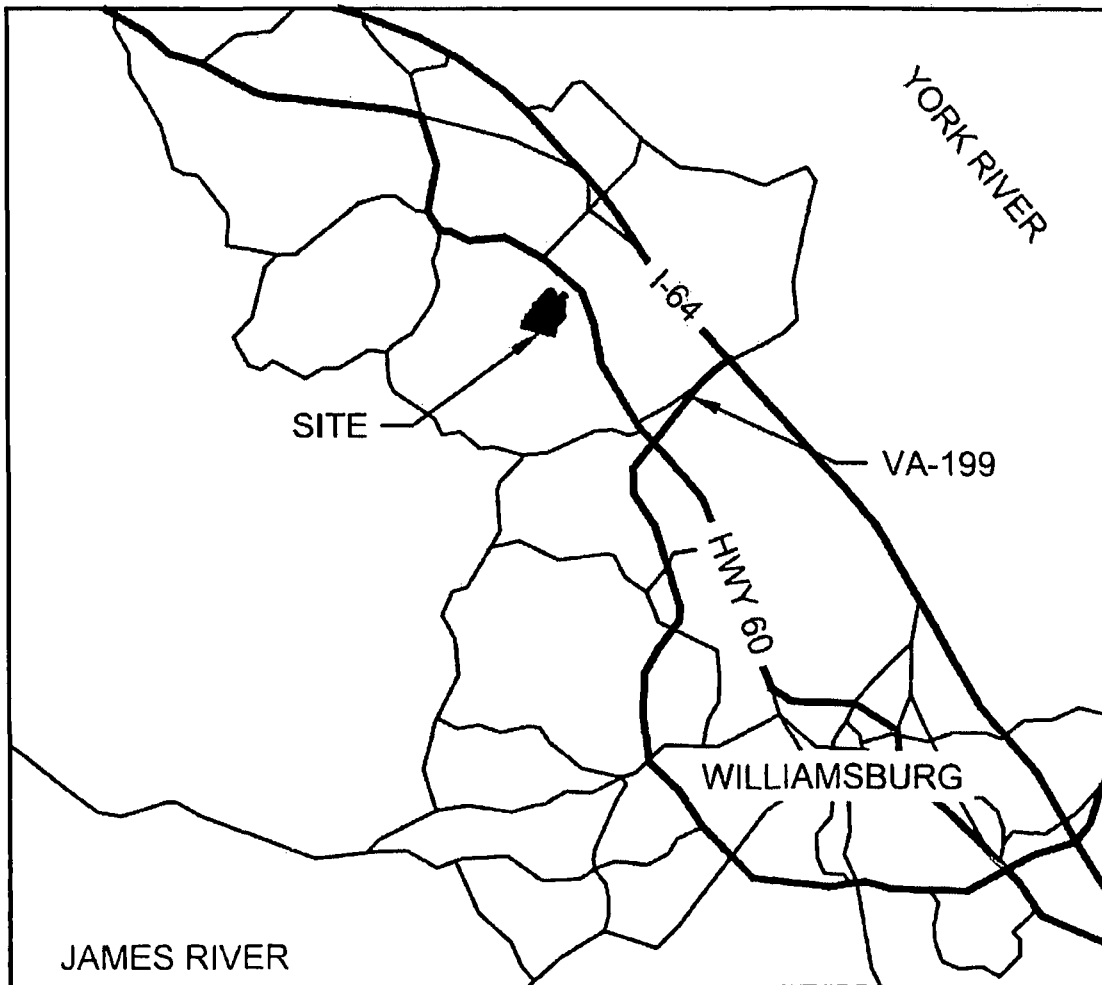 YORK RIVER
I-64
SITE
VA-199
HWY 60
WILLIAMSBURG
JAMES RIVER